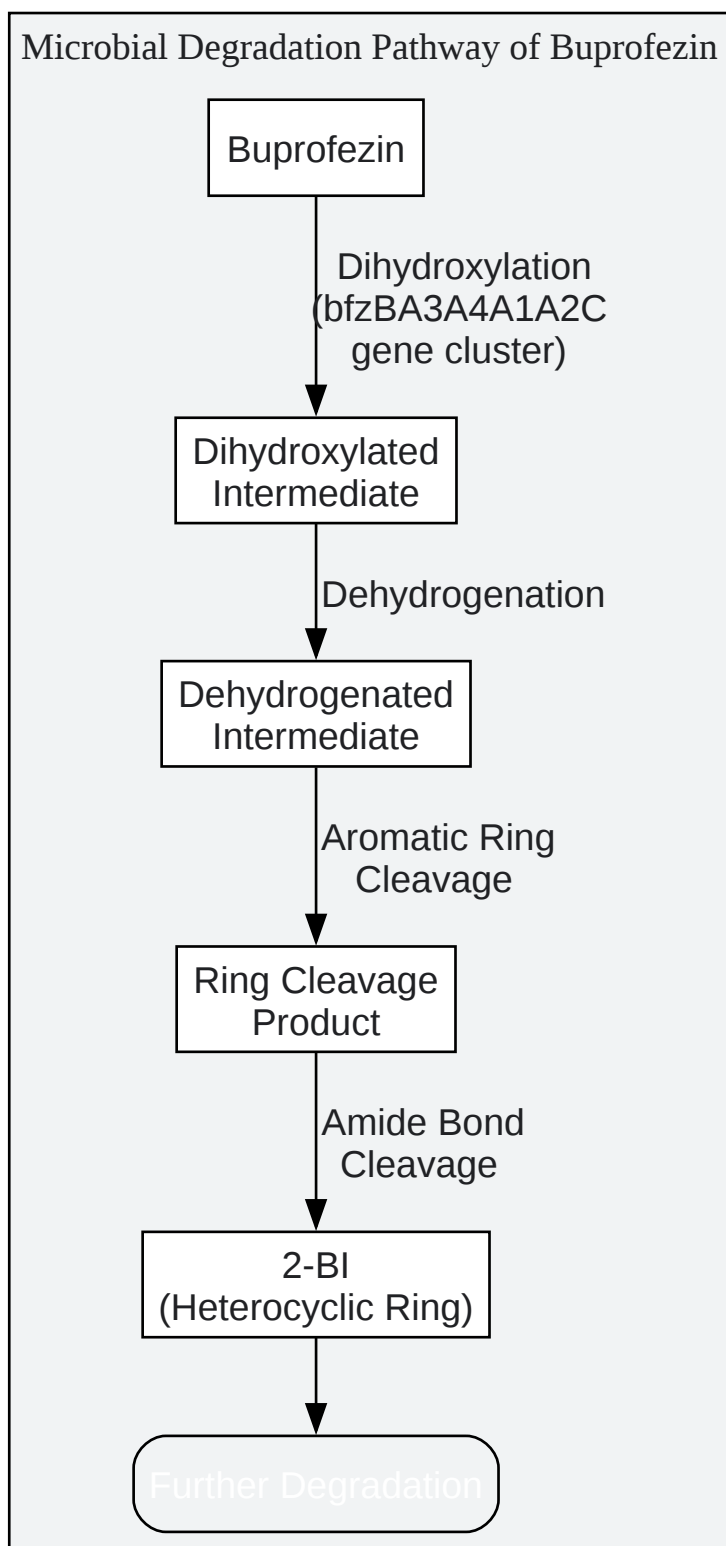 Microbial Degradation Pathway of Buprofezin
Buprofezin
Dihydroxylation
(bfzBA3A4A1A2C
gene cluster)
Dihydroxylated
Intermediate
Dehydrogenation
Dehydrogenated
Intermediate
Aromatic Ring
Cleavage
Ring Cleavage
Product
Amide Bond
Cleavage
2-BI
(Heterocyclic Ring)
Further Degradation